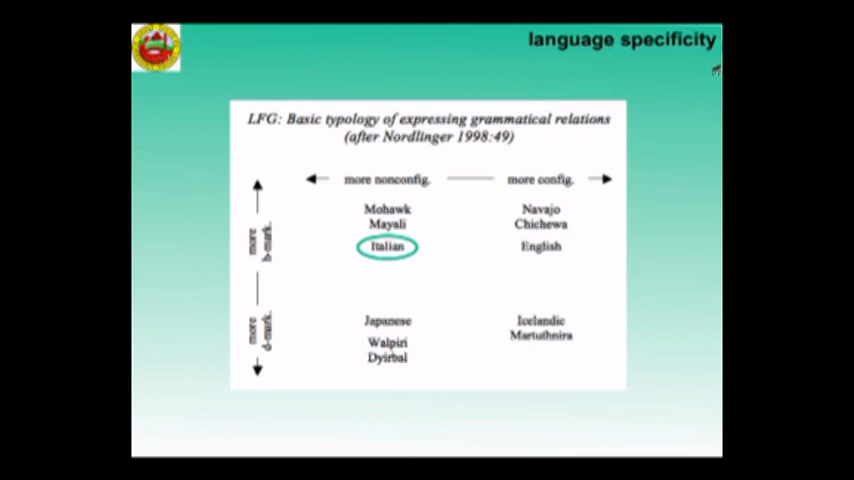 language specificity
LFG: Basic typology of expressing grammatical relations
(after Nordlinger 1998:49)
more nonconfig. more config.
Mohawk Navajo
Mayali Chichewa
Italian English
more
h-mark.
Japanese Icelandic
Walpiri Martuthnira
Dyirbal
more
d-mark.